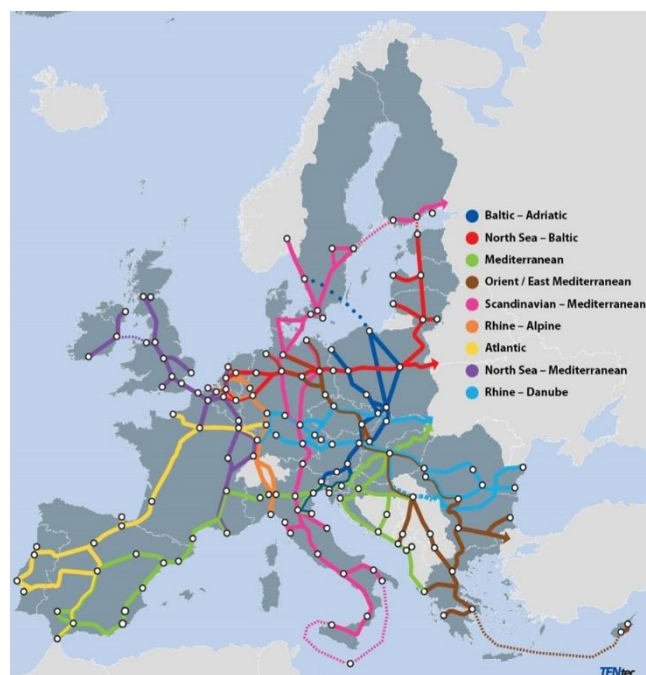 Baltic – Adriatic
North Sea – Baltic
Mediterranean
Orient / East Mediterranean
Scandinavian – Mediterranean
Rhine – Alpine
Atlantic
North Sea – Mediterranean
Rhine – Danube
TENtec